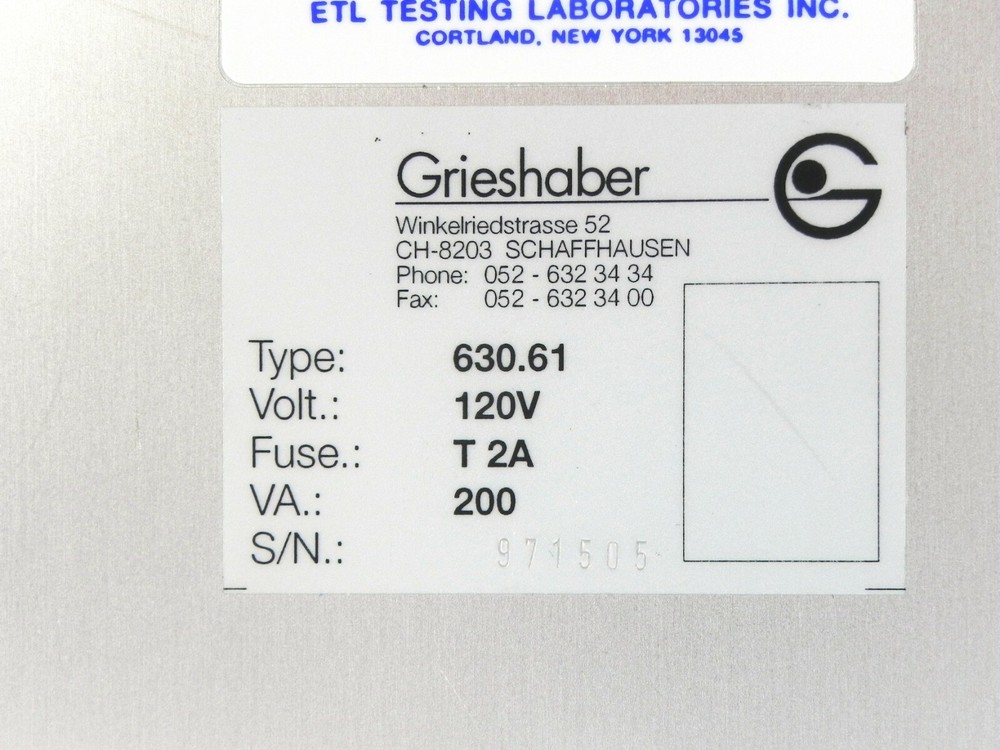 ETL TESTING LABORATORIES INC.
CORTLAND, NEW YORK 13045
Grieshaber
Winkelriedstrasse 52
CH-8203 SCHAFFHAUSEN
Phone: 052 - 632 34 34
Fax: 052 - 632 34 00
Type: 630.61
Volt.: 120V
Fuse.: T 2A
VA.: 200
S/N.: 971505